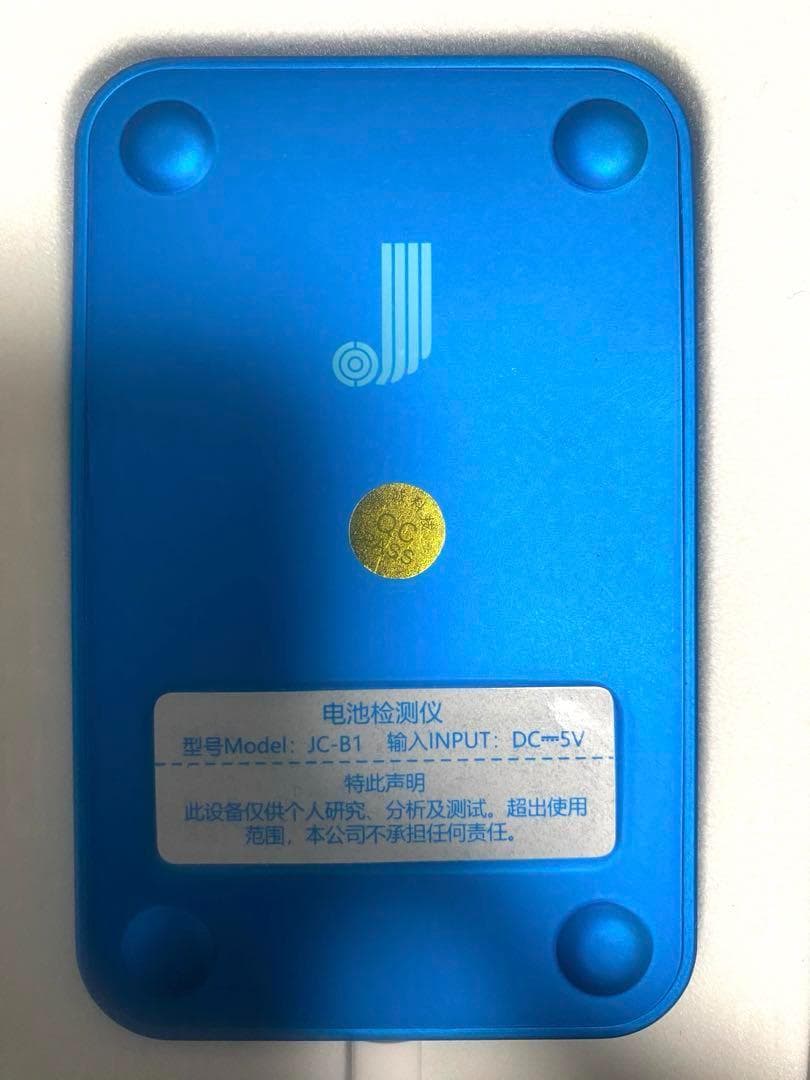 QC
Pass
电池检测仪
型号Model：JC-B1 输入INPUT：DC⎓5V
特此声明
此设备仅供个人研究、分析及测试。超出使用
范围，本公司不承担任何责任。